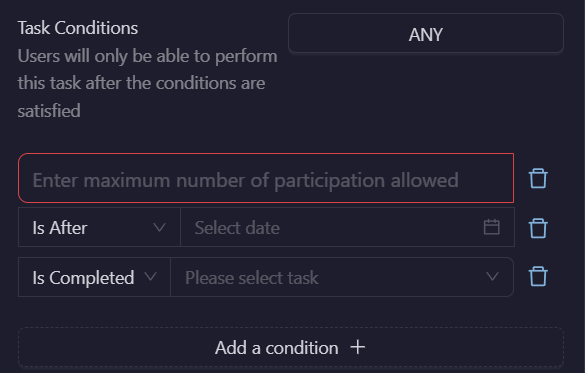 Task Conditions
ANY
Users will only be able to perform
this task after the conditions are
satisfied
Enter maximum number of participation allowed
Is After
Select date
Is Completed
Please select task
Add a condition +